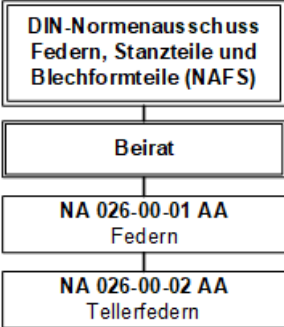 DIN-Normenausschuss
Federn, Stanzteile und
Blechformteile (NAFS)
Beirat
NA 026-00-01 AA
Federn
NA 026-00-02 AA
Tellerfedern